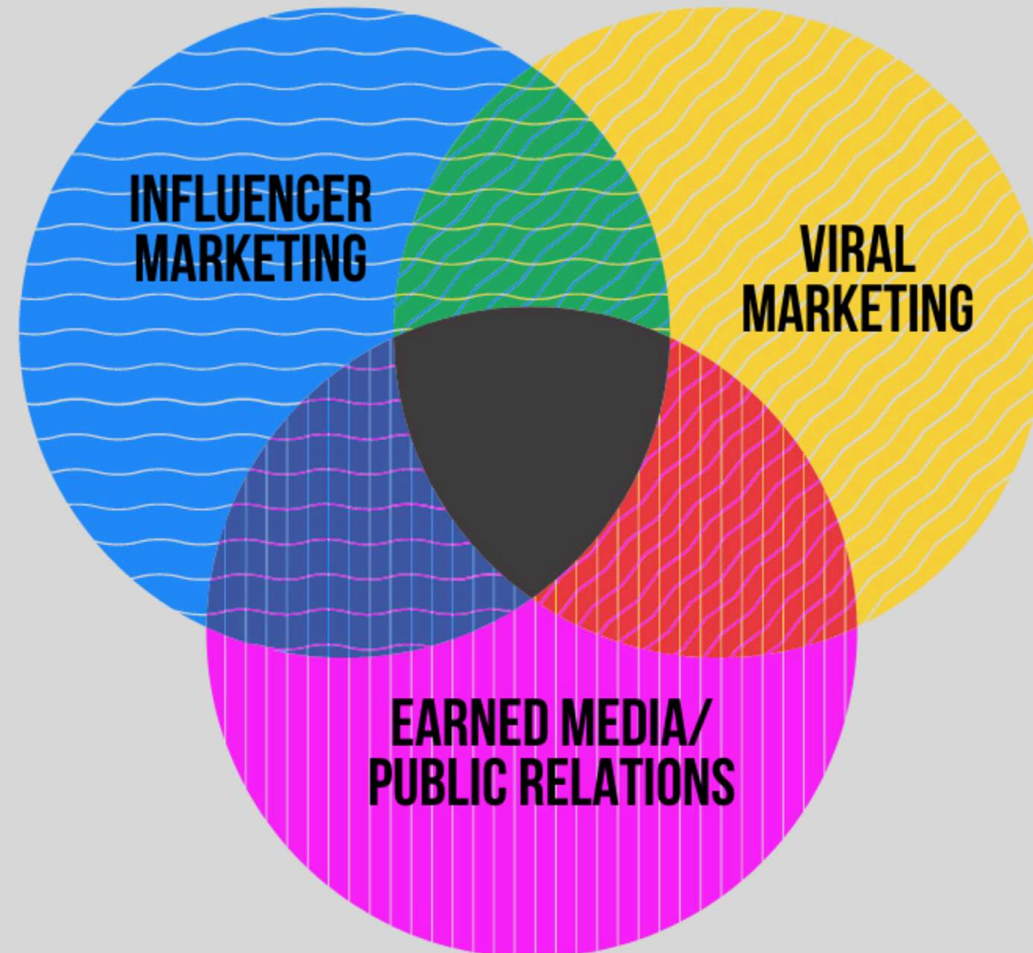 INFLUENCER
MARKETING
VIRAL
MARKETING
EARNED MEDIA/
PUBLIC RELATIONS